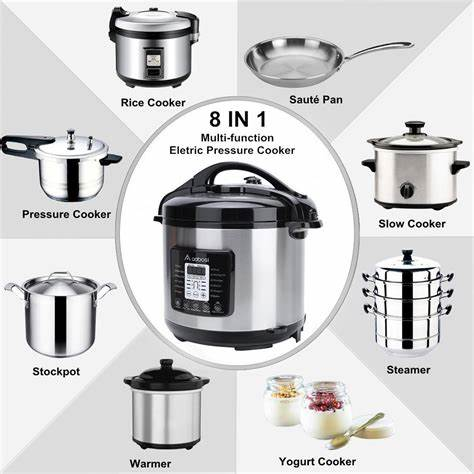 Rice Cooker
Sauté Pan
8 IN 1
Multi-function
Eletric Pressure Cooker
Pressure Cooker
Slow Cooker
Aobosi
Stockpot
Steamer
Warmer
Yogurt Cooker